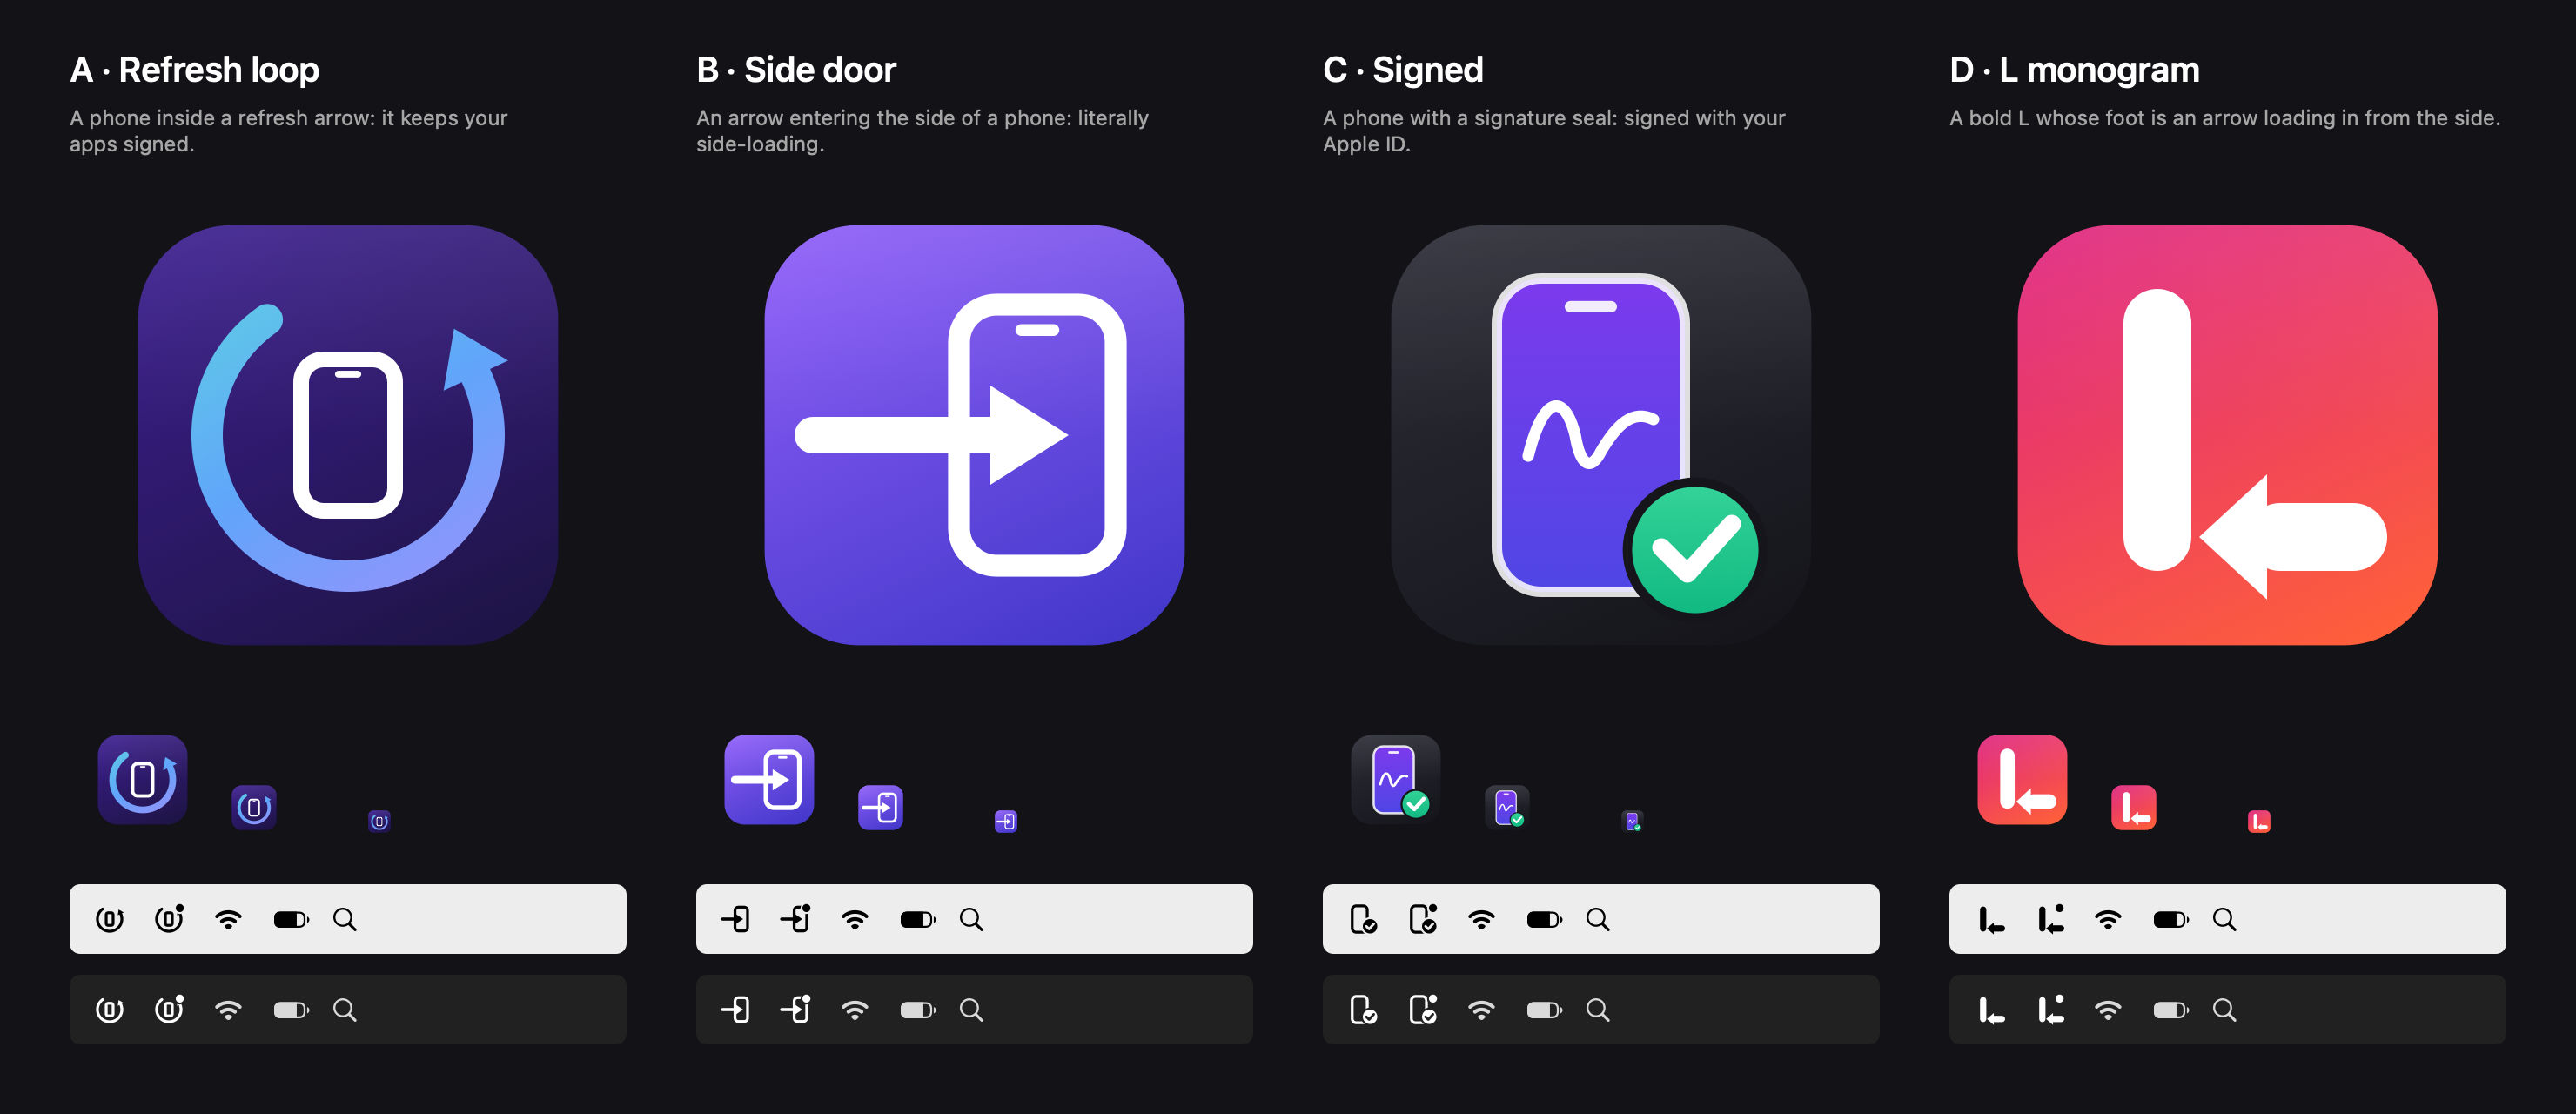 A · Refresh loop
A phone inside a refresh arrow: it keeps your
apps signed.
B · Side door
An arrow entering the side of a phone: literally
side-loading.
C · Signed
A phone with a signature seal: signed with your
Apple ID.
D · L monogram
A bold L whose foot is an arrow loading in from the side.